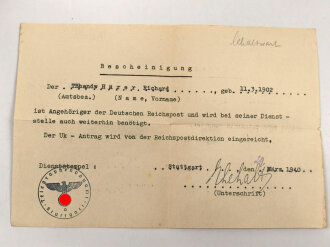 Bescheinigung
Der . Mayer, Richard . . . . . . , geb. 11.3.1902
(Amtsbez.) (Name, Vorname)
ist Angehöriger der Deutschen Reichspost und wird bei seiner Dienst-
stelle auch weiterhin benötigt.
Der Uk - Antrag wird von der Reichspostdirektion eingereicht.
Dienststempel : Stuttgart , den März 1940.
(Unterschrift)